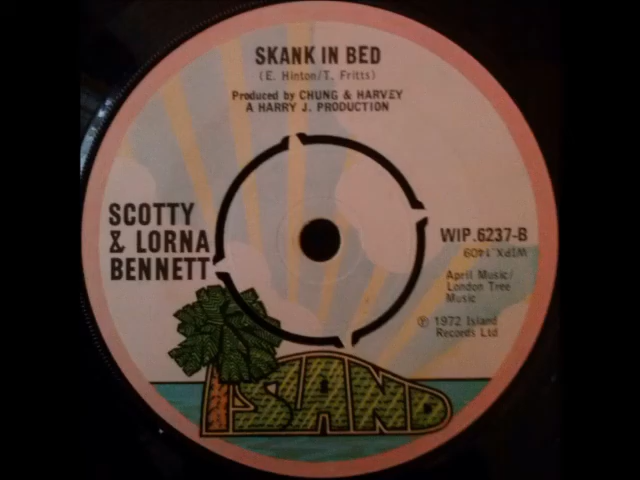 SKANK IN BED
(E. Hinton/T. Fritts)
Produced by CHUNG & HARVEY
A HARRY J. PRODUCTION
SCOTTY
& LORNA
BENNETT
WIP.6237-B
WIPX.1409
April Music/
London Tree
Music
℗ 1972 Island
Records Ltd
ISLAND